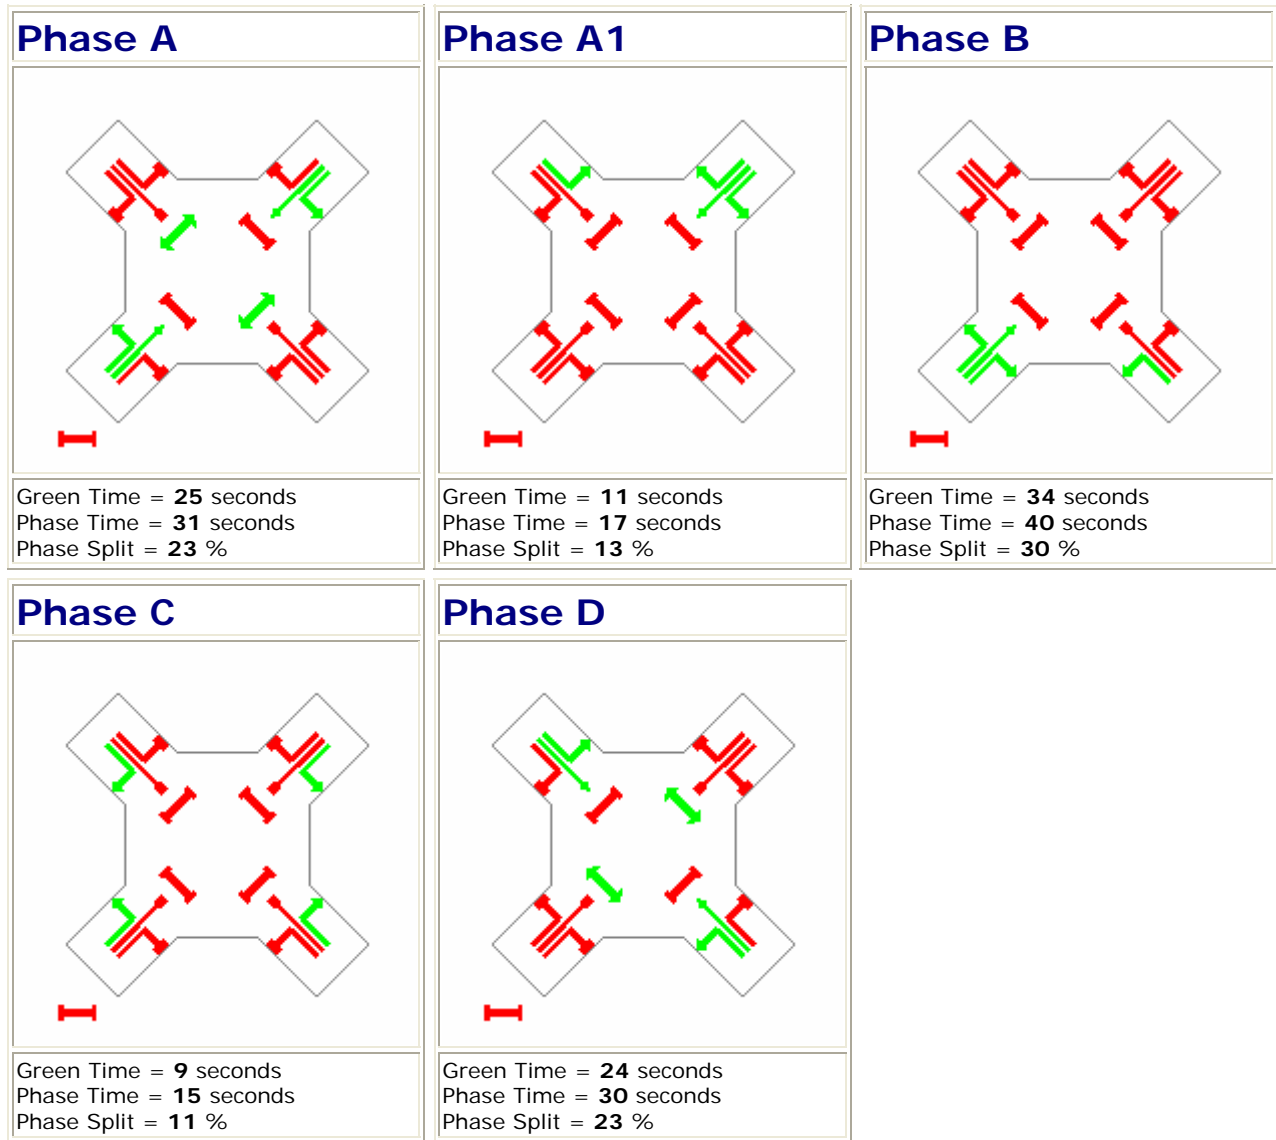 Phase A
Green Time = 25 seconds
Phase Time = 31 seconds
Phase Split = 23 %
Phase A1
Green Time = 11 seconds
Phase Time = 17 seconds
Phase Split = 13 %
Phase B
Green Time = 34 seconds
Phase Time = 40 seconds
Phase Split = 30 %
Phase C
Green Time = 9 seconds
Phase Time = 15 seconds
Phase Split = 11 %
Phase D
Green Time = 24 seconds
Phase Time = 30 seconds
Phase Split = 23 %